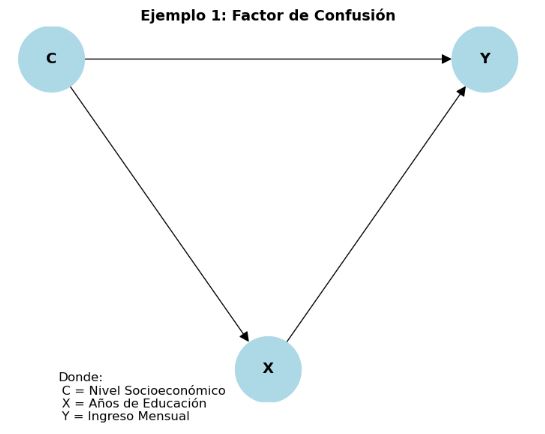 Ejemplo 1: Factor de Confusión
C
Y
X
Donde:
C = Nivel Socioeconómico
X = Años de Educación
Y = Ingreso Mensual